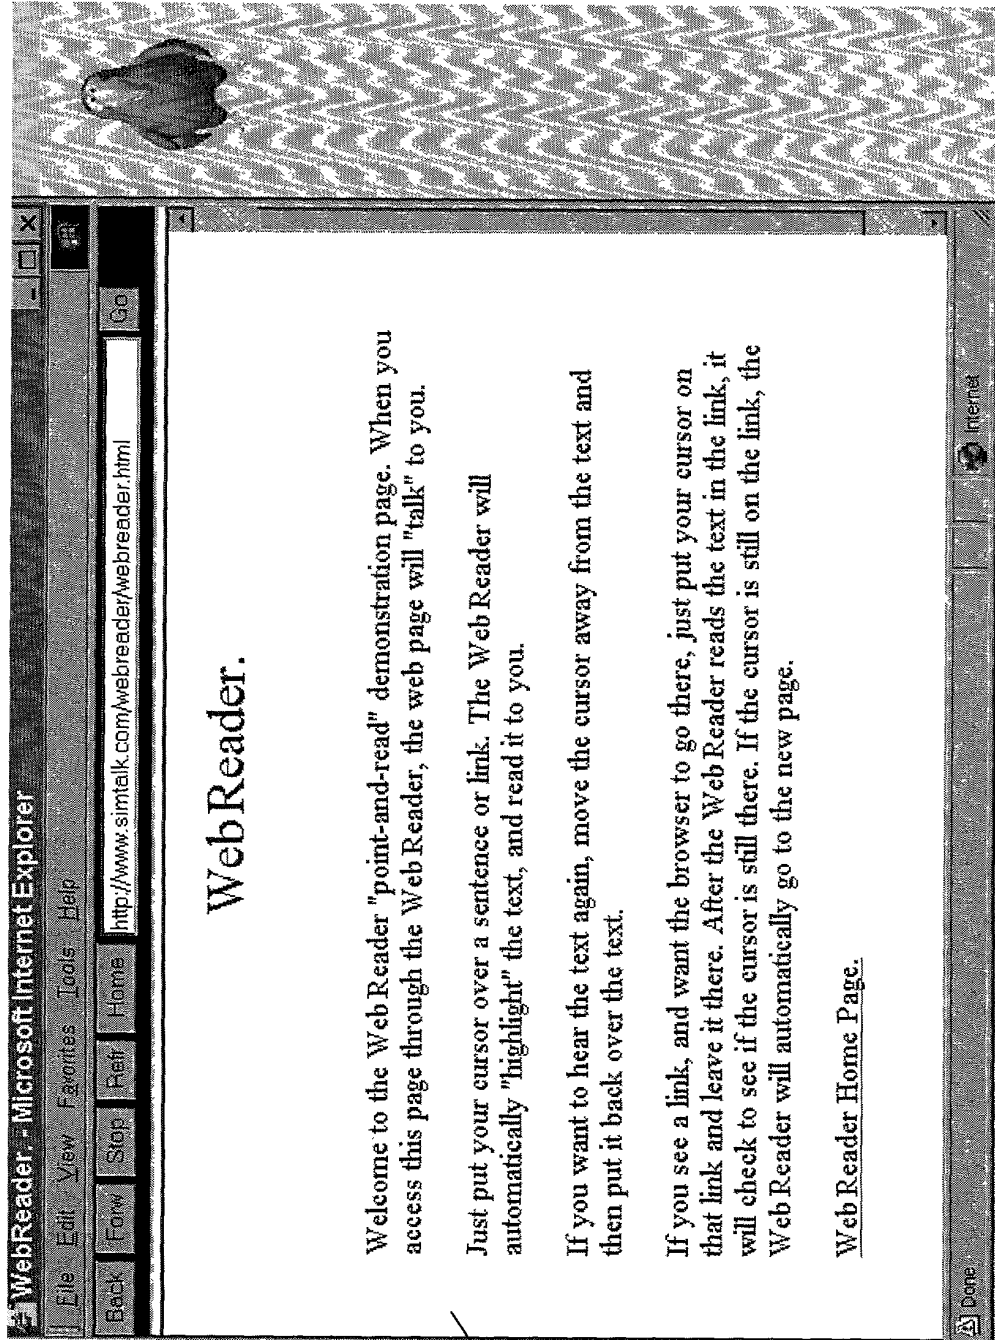 WebReader. - Microsoft Internet Explorer
File Edit View Favorites Tools Help
Back Forw Stop Refr Home http://www.simtalk.com/webreader/webreader.html Go
WebReader.
Welcome to the Web Reader "point-and-read" demonstration page. When you
access this page through the Web Reader, the web page will "talk" to you.
Just put your cursor over a sentence or link. The Web Reader will
automatically "highlight" the text, and read it to you.
If you want to hear the text again, move the cursor away from the text and
then put it back over the text.
If you see a link, and want the browser to go there, just put your cursor on
that link and leave it there. After the Web Reader reads the text in the link, it
will check to see if the cursor is still there. If the cursor is still on the link, the
Web Reader will automatically go to the new page.
Web Reader Home Page.
Done Internet